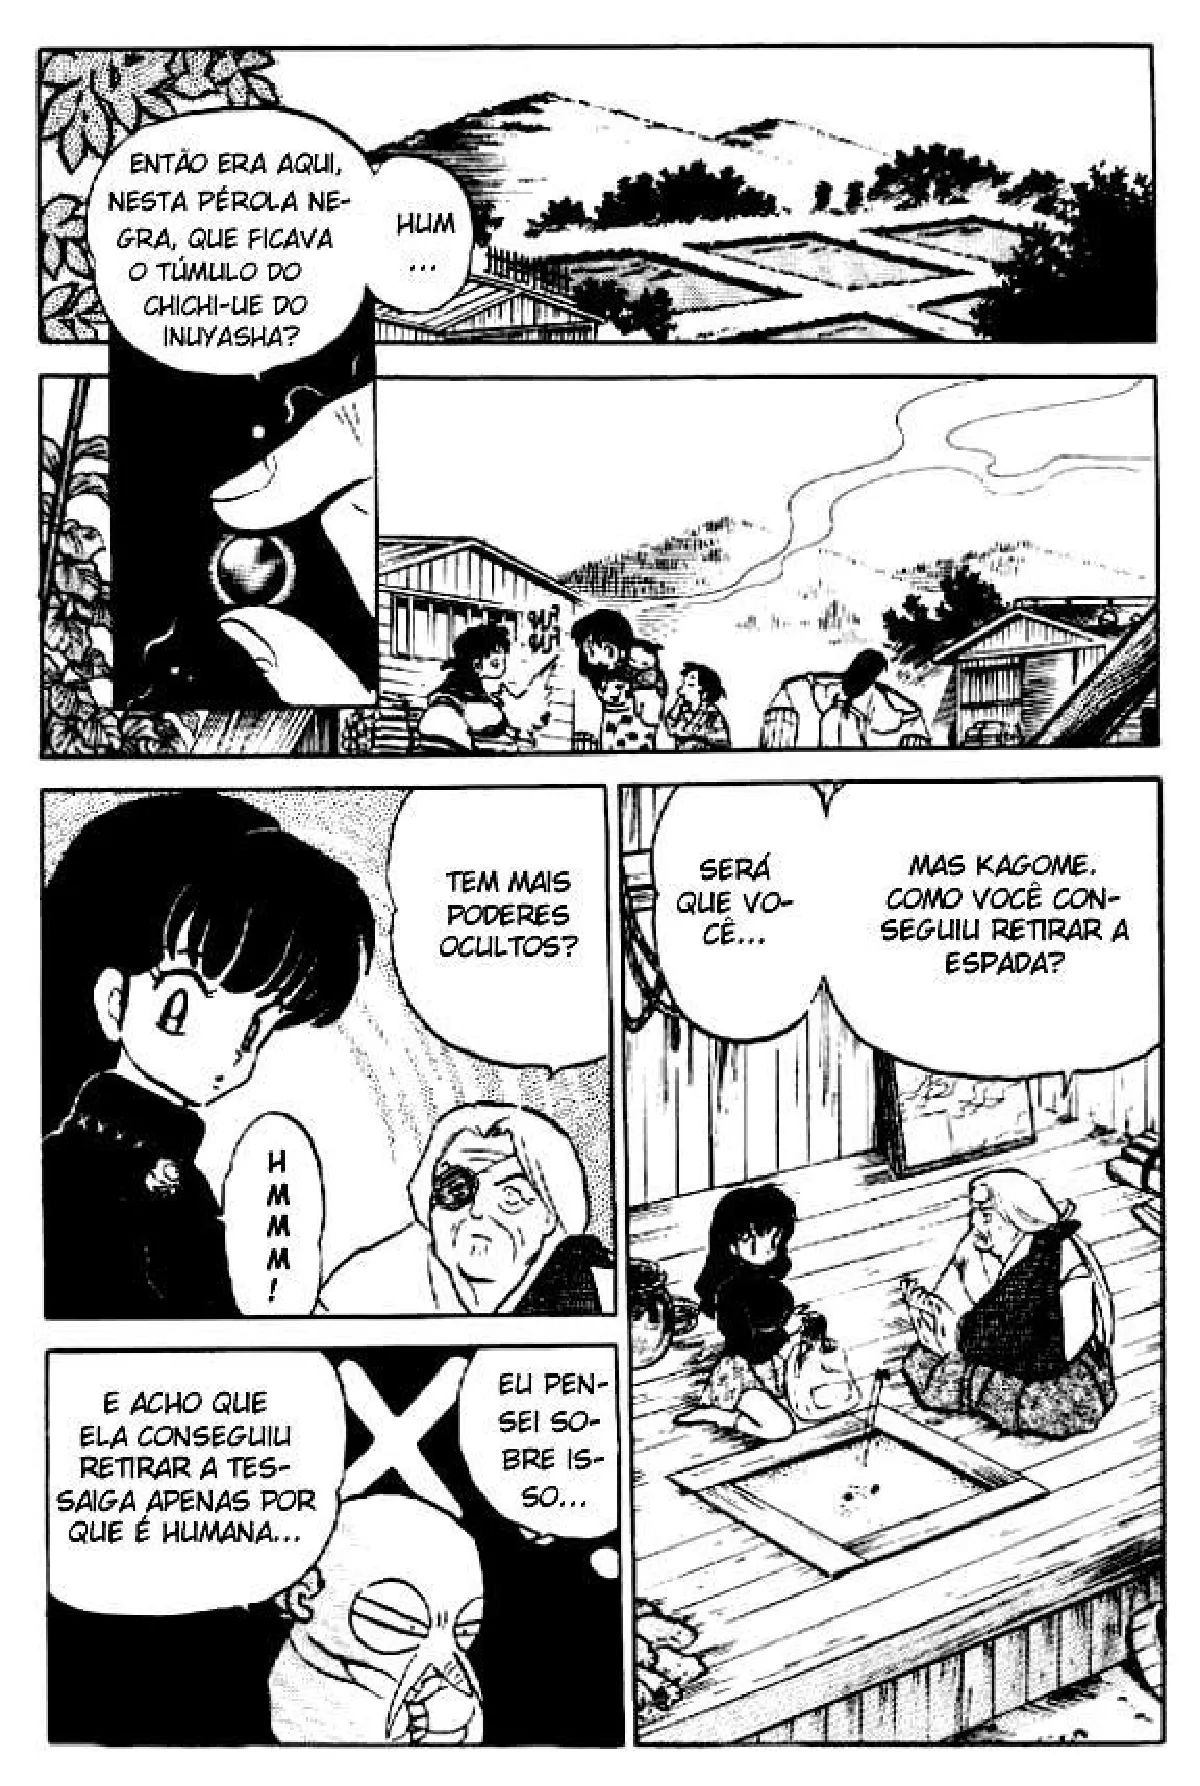 HUM
...
ENTÃO ERA AQUI,
NESTA PÉROLA NE-
GRA, QUE FICAVA
O TÚMULO DO
CHICHI-UE DO
INUYASHA?
MAS KAGOME.
COMO VOCÊ CON-
SEGUIU RETIRAR A
ESPADA?
SERÁ
QUE VO-
CÊ...
TEM MAIS
PODERES
OCULTOS?
HMMM!
EU PEN-
SEI SO-
BRE IS-
SO...
E ACHO QUE
ELA CONSEGUIU
RETIRAR A TES-
SAIGA APENAS POR
QUE É HUMANA...